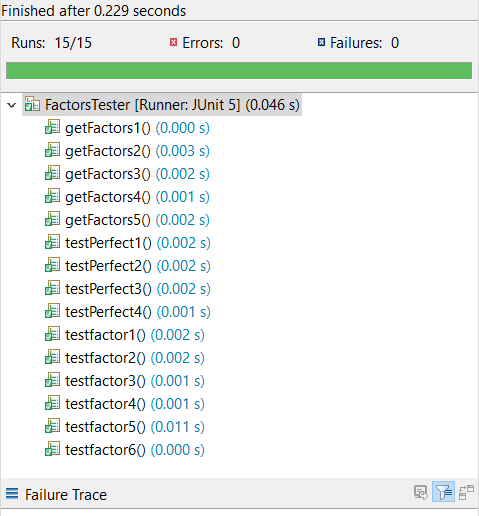 Finished after 0.229 seconds
Runs: 15/15 Errors: 0 Failures: 0
FactorsTester [Runner: JUnit 5] (0.046 s)
getFactors1() (0.000 s)
getFactors2() (0.003 s)
getFactors3() (0.002 s)
getFactors4() (0.001 s)
getFactors5() (0.002 s)
testPerfect1() (0.002 s)
testPerfect2() (0.002 s)
testPerfect3() (0.002 s)
testPerfect4() (0.001 s)
testfactor1() (0.002 s)
testfactor2() (0.002 s)
testfactor3() (0.001 s)
testfactor4() (0.001 s)
testfactor5() (0.011 s)
testfactor6() (0.000 s)
Failure Trace